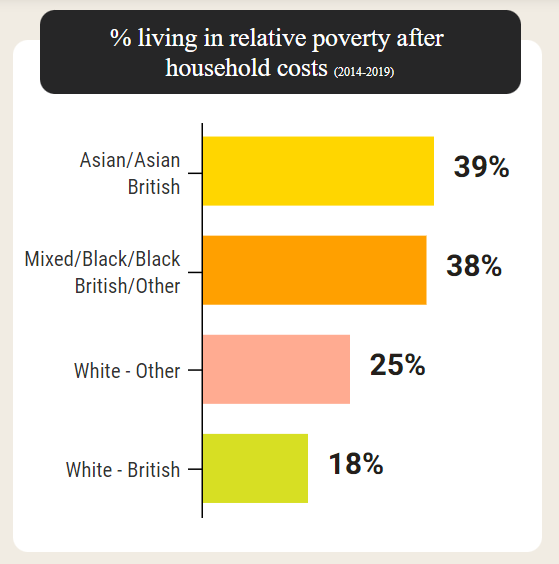 % living in relative poverty after
household costs (2014-2019)
Asian/Asian
British
39%
Mixed/Black/Black
British/Other
38%
White - Other
25%
White - British
18%